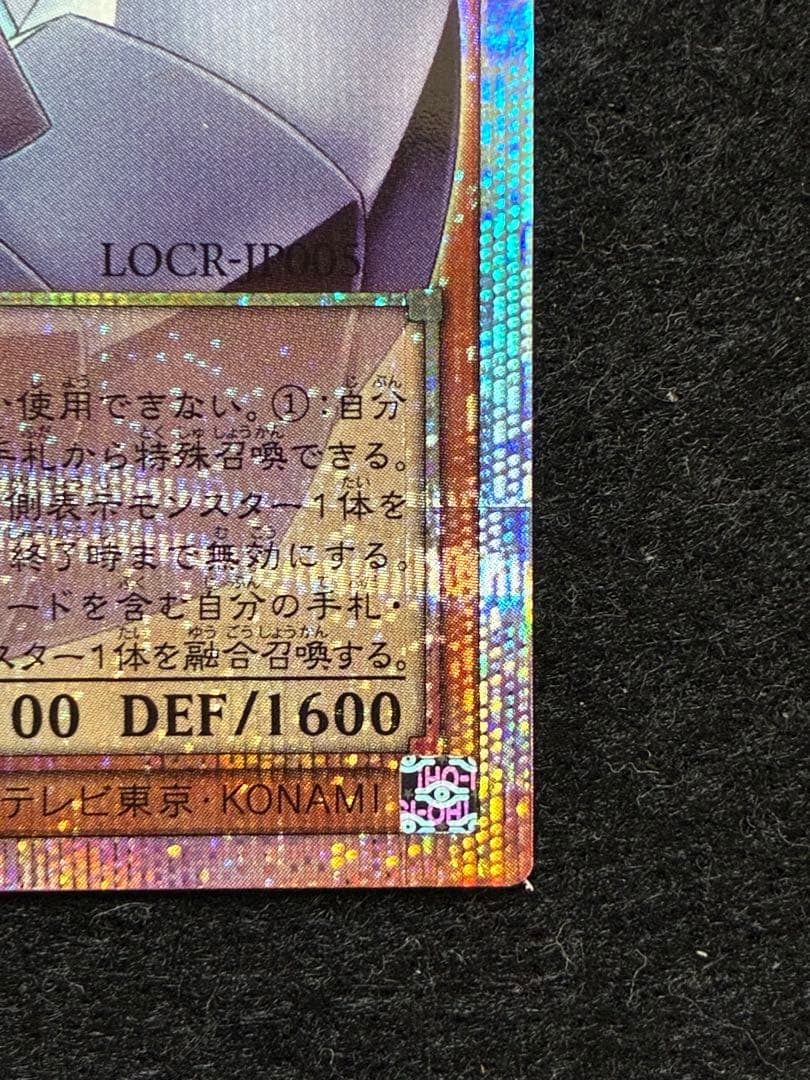 LOCR-JP005
使用できない。①:自分
手札から特殊召喚できる。
側表示モンスター1体を
終了時まで無効にする。
ードを含む自分の手札・
スター1体を融合召喚する。
00 DEF/1600
テレビ東京・KONAMI